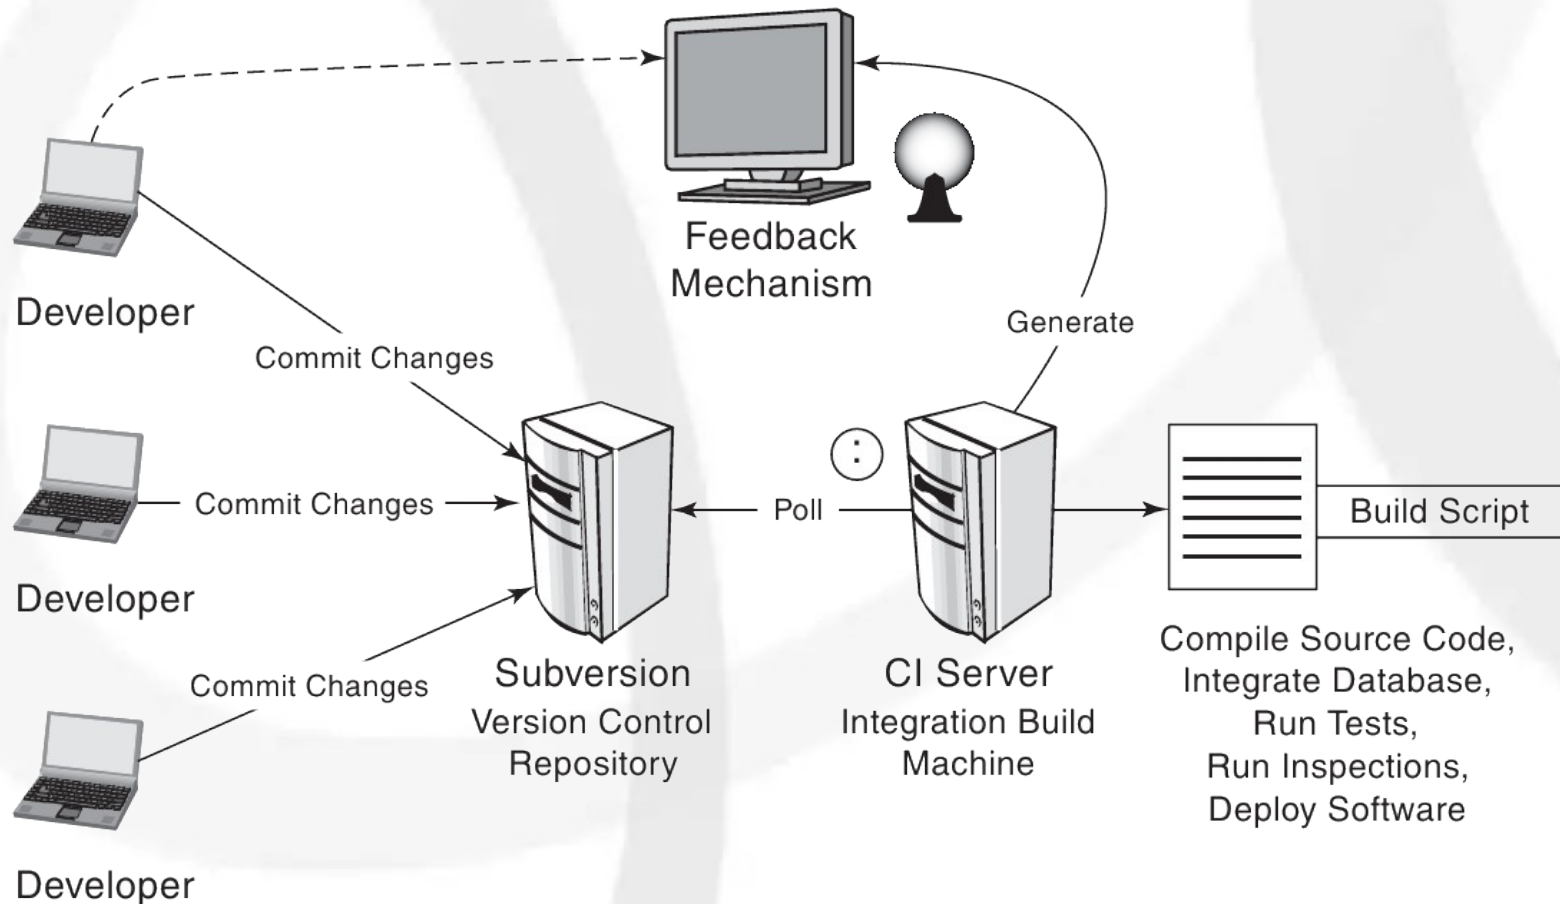 Feedback
Mechanism
Developer
Generate
Commit Changes
Commit Changes
Poll
Build Script
Developer
Commit Changes
Subversion
Version Control
Repository
CI Server
Integration Build
Machine
Compile Source Code,
Integrate Database,
Run Tests,
Run Inspections,
Deploy Software
Developer